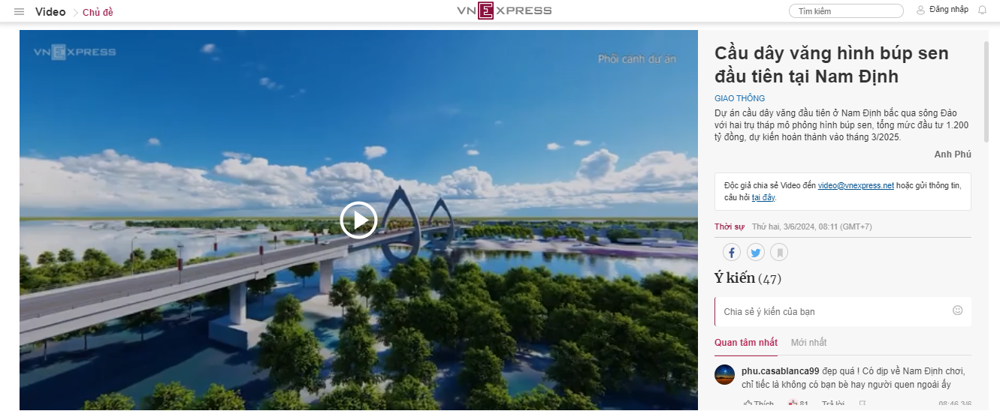 Video
Chủ đề
VNEXPRESS
Tìm kiếm
Đăng nhập
VNEXPRESS
Phối cảnh dự án
Cầu dây văng hình búp sen
đầu tiên tại Nam Định
GIAO THÔNG
Dự án cầu dây văng đầu tiên ở Nam Định bắc qua sông Đào
với hai trụ tháp mô phỏng hình búp sen, tổng mức đầu tư 1.200
tỷ đồng, dự kiến hoàn thành vào tháng 3/2025.
Anh Phú
Độc giả chia sẻ Video đến video@vnexpress.net hoặc gửi thông tin,
câu hỏi tại đây.
Thời sự Thứ hai, 3/6/2024, 08:11 (GMT+7)
Ý kiến (47)
Chia sẻ ý kiến của bạn
Quan tâm nhất Mới nhất
phu.casablanca99 đẹp quá ! Có dịp về Nam Định chơi,
chỉ tiếc là không có bạn bè hay người quen ngoài ấy
Thích 81 Trả lời 08:46 3/6